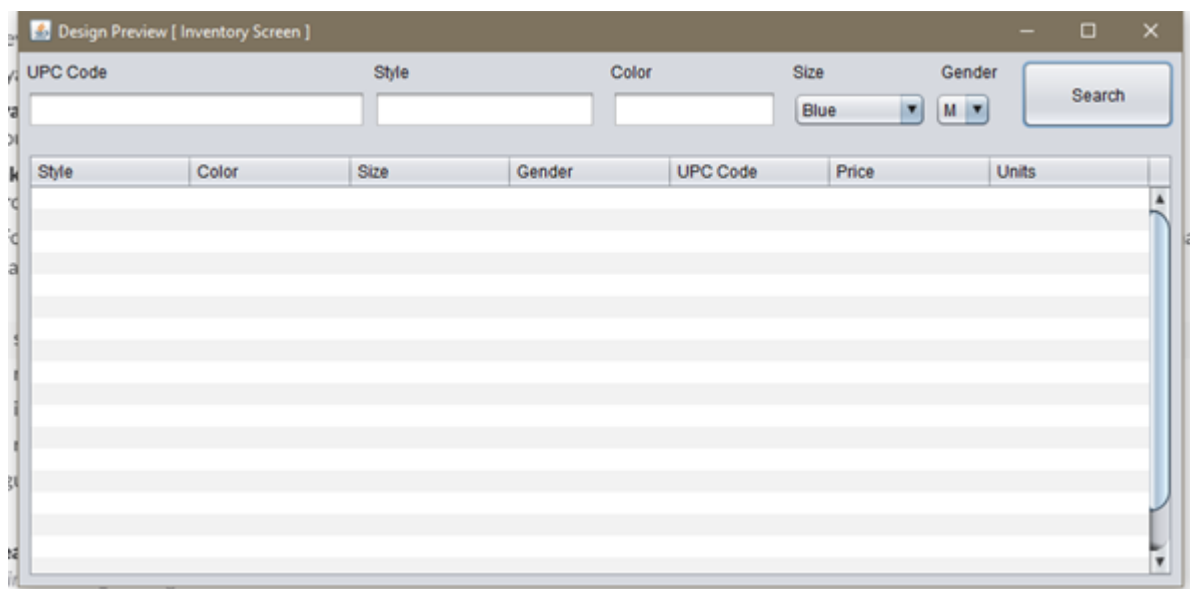 Design Preview [ Inventory Screen ]
UPC Code Style Color Size Gender
Search
Blue M
Style Color Size Gender UPC Code Price Units